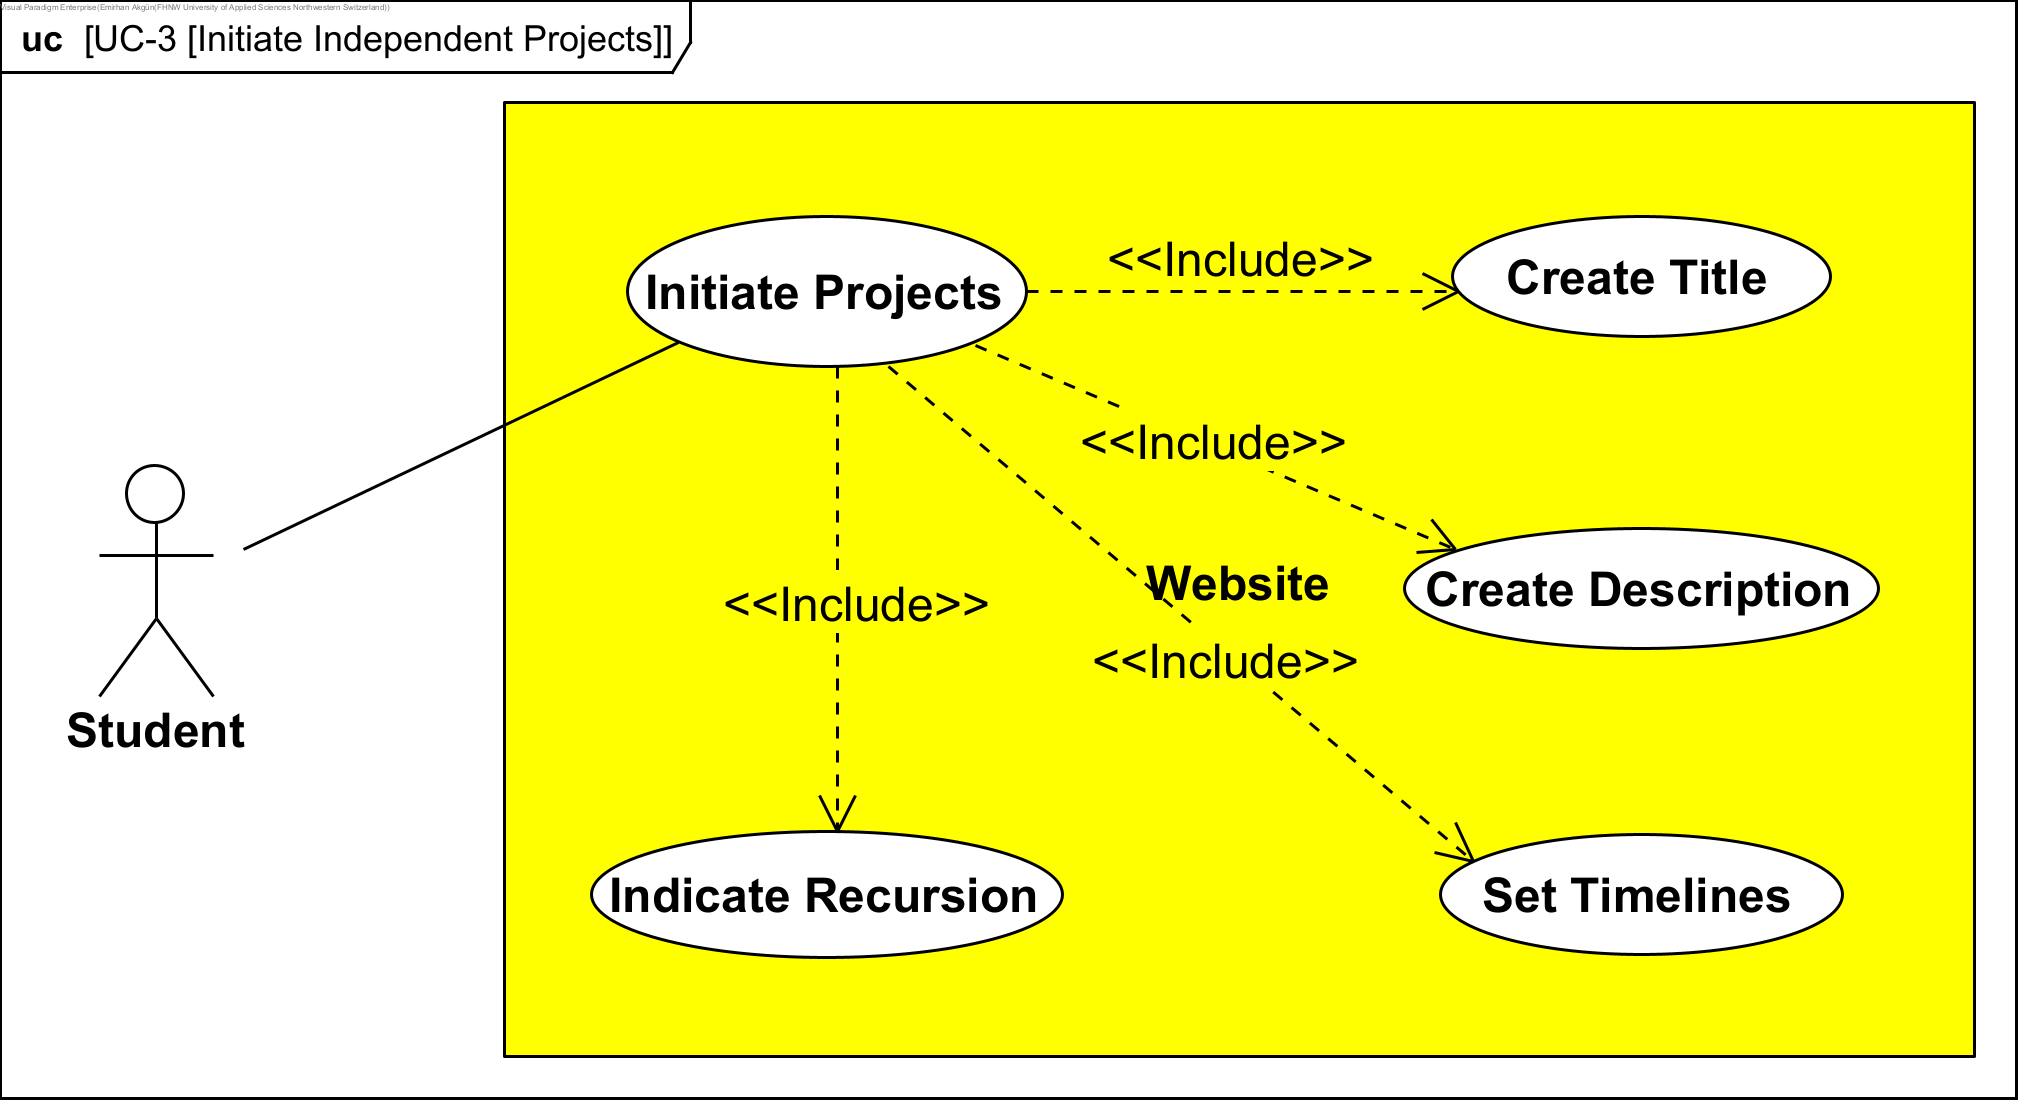 Visual Paradigm Enterprise(Emirhan Akgün(FHNW University of Applied Sciences Northwestern Switzerland))
uc [UC-3 [Initiate Independent Projects]]
<<Include>>
Create Title
Initiate Projects
<<Include>>
Website
Create Description
<<Include>>
<<Include>>
Student
Indicate Recursion
Set Timelines